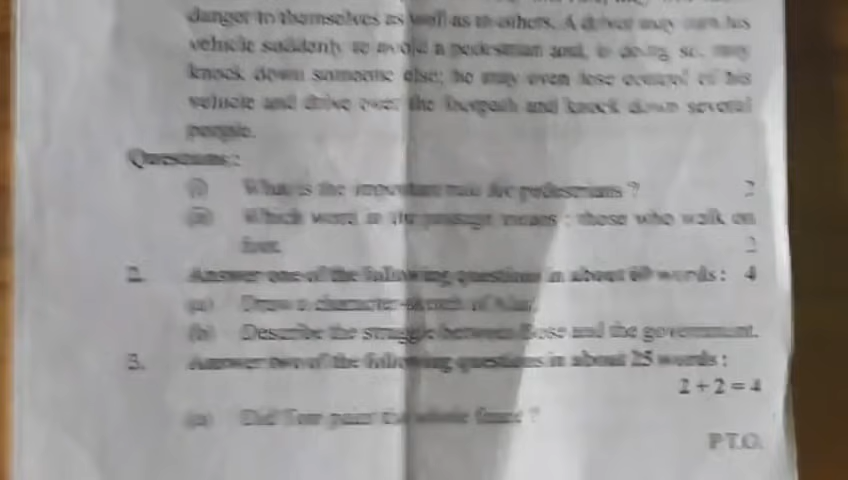 danger to themselves as well as to others. A driver may turn his
vehicle suddenly to avoid a pedestrian and, in doing so, may
knock down someone else; he may even lose control of his
vehicle and drive over the footpath and knock down several
people.
Questions :
(i) What is the important rule for pedestrians ? 2
(ii) Which word in the passage means : those who walk on
foot. 2
2. Answer one of the following questions in about 60 words : 4
(a) Draw a character-sketch of
(b) Describe the struggle between Bose and the government.
3. Answer two of the following questions in about 25 words :
2 + 2 = 4
(a) Did Tom paint the whole fence ?
P.T.O.